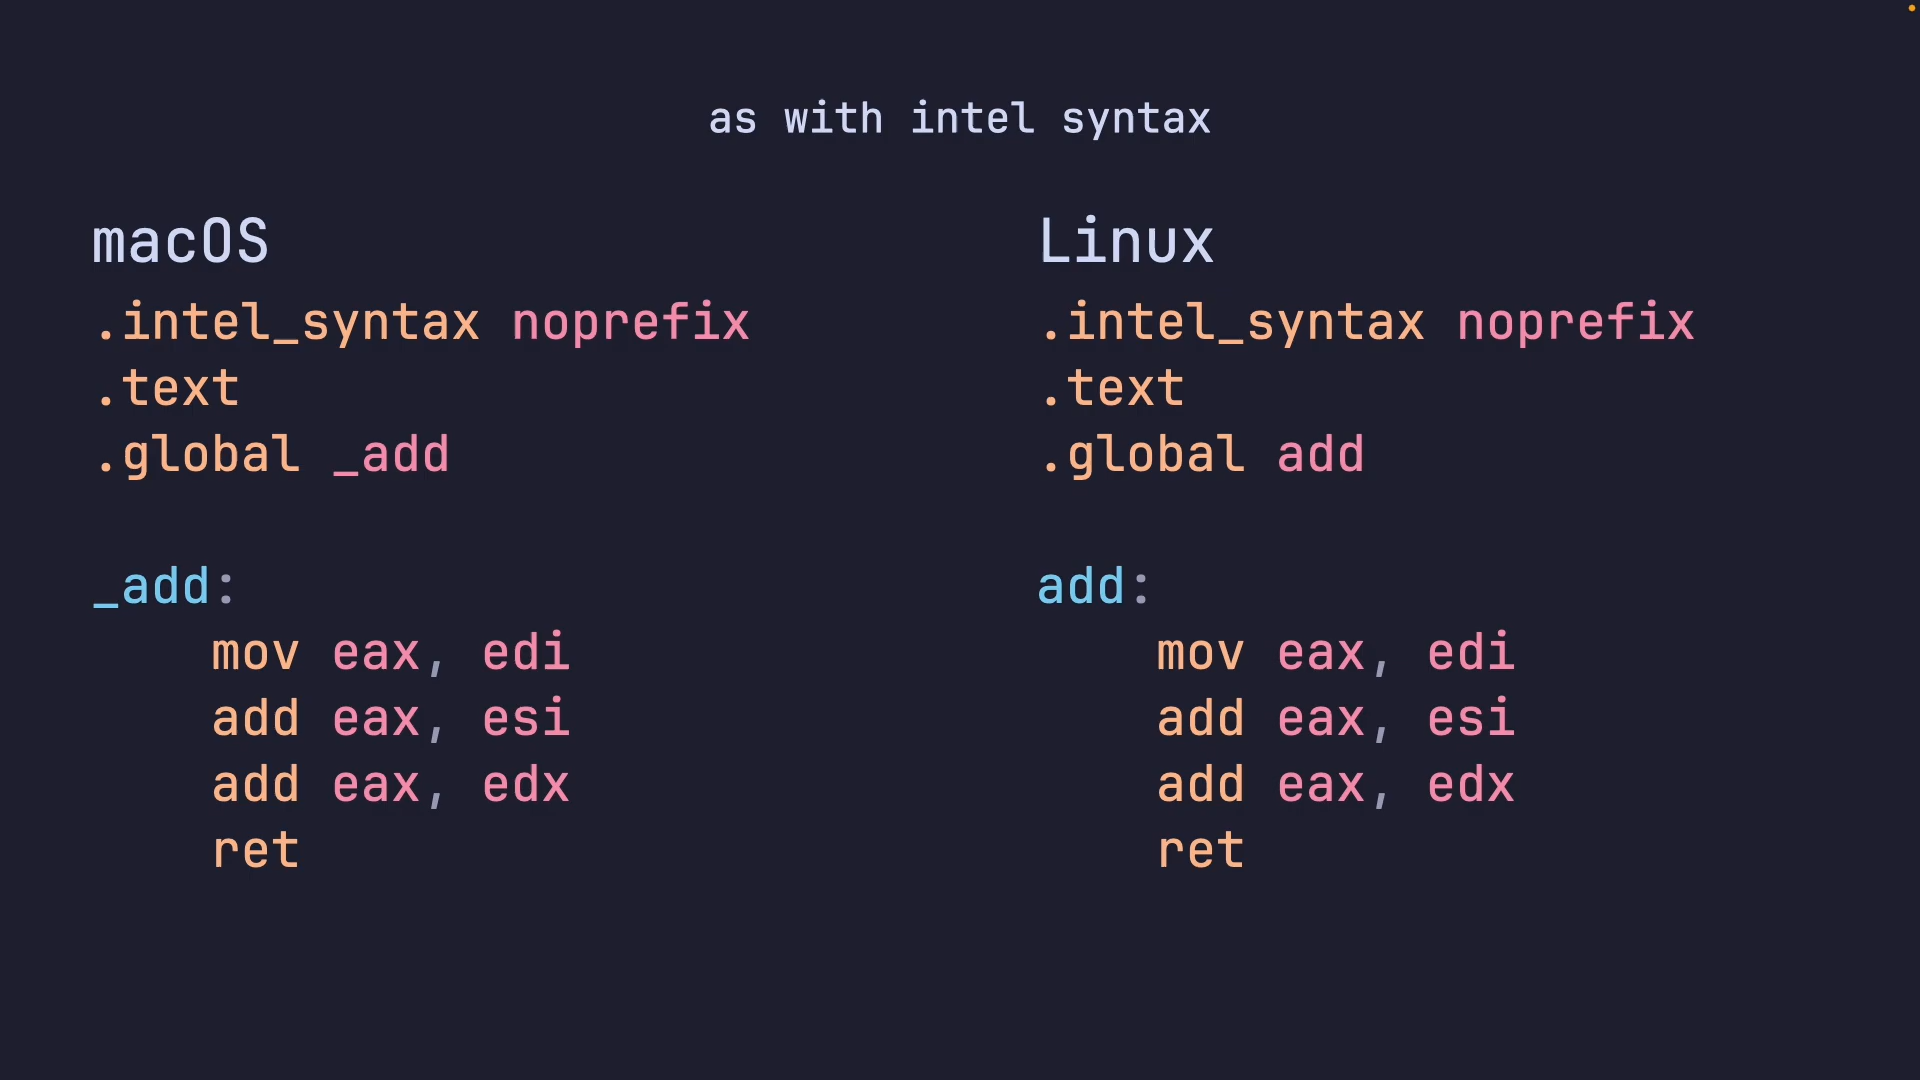 as with intel syntax
macOS
.intel_syntax noprefix
.text
.global _add
_add:
mov eax, edi
add eax, esi
add eax, edx
ret
Linux
.intel_syntax noprefix
.text
.global add
add:
mov eax, edi
add eax, esi
add eax, edx
ret